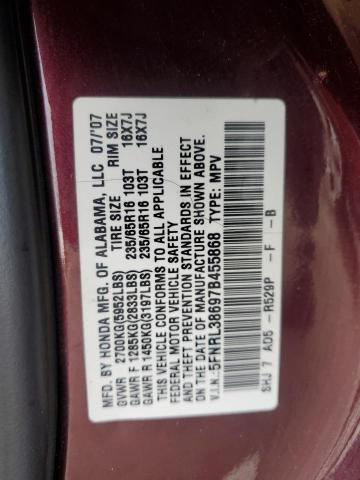 MFD. BY HONDA MFG. OF ALABAMA, LLC 07/'07
GVWR 2700KG(5952LBS) TIRE SIZE RIM SIZE
GAWR F 1285KG(2833LBS) 235/65R16 103T 16X7J
GAWR R 1450KG(3197LBS) 235/65R16 103T 16X7J
THIS VEHICLE CONFORMS TO ALL APPLICABLE
FEDERAL MOTOR VEHICLE SAFETY
AND THEFT PREVENTION STANDARDS IN EFFECT
ON THE DATE OF MANUFACTURE SHOWN ABOVE.
V.I.N.:5FNRL38697B455868 TYPE: MPV
SHJ 7 AD5 -R529P -F -B